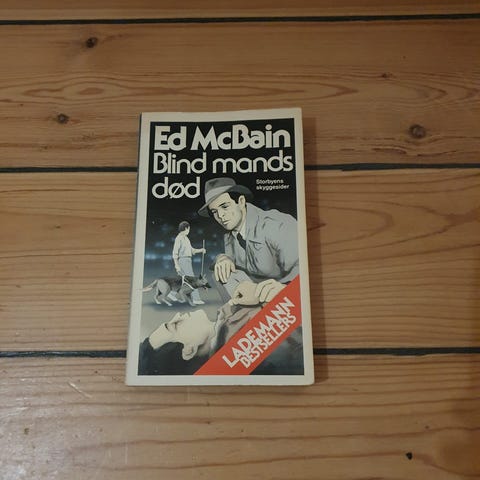 Ed McBain
Blind mands
død
Storbyens
skyggesider
LADEMANN
BESTSELLERS